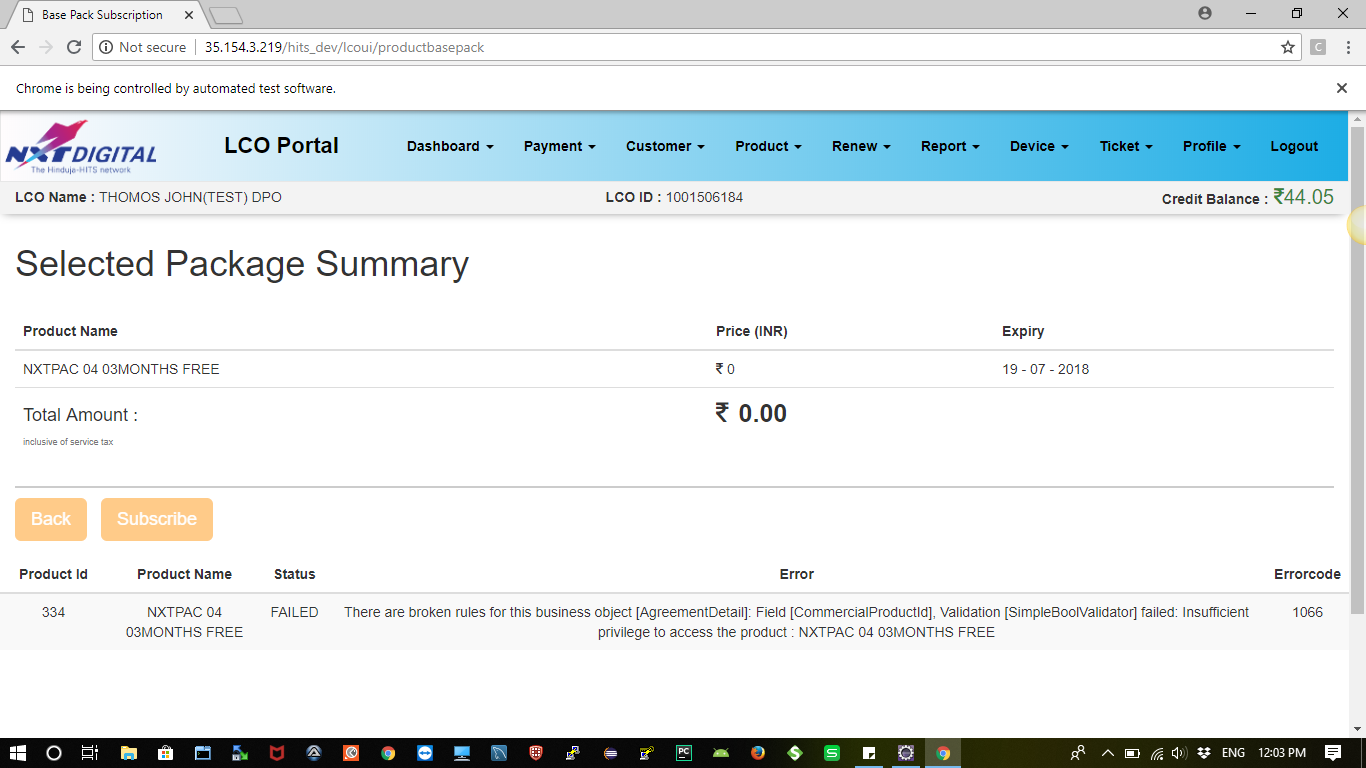 Base Pack Subscription
Not secure 35.154.3.219/hits_dev/lcoui/productbasepack
C
Chrome is being controlled by automated test software.
NXT DIGITAL
The Hinduja-HITS network
LCO Portal
Dashboard Payment Customer Product Renew Report Device Ticket Profile Logout
LCO Name : THOMOS JOHN(TEST) DPO LCO ID : 1001506184 Credit Balance : ₹44.05
Selected Package Summary
Product Name Price (INR) Expiry
NXTPAC 04 03MONTHS FREE ₹ 0 19 - 07 - 2018
Total Amount : ₹ 0.00
inclusive of service tax
Back Subscribe
Product Id Product Name Status Error Errorcode
334 NXTPAC 04 FAILED There are broken rules for this business object [AgreementDetail]: Field [CommercialProductId], Validation [SimpleBoolValidator] failed: Insufficient 1066
03MONTHS FREE privilege to access the product : NXTPAC 04 03MONTHS FREE
PC S ENG 12:03 PM